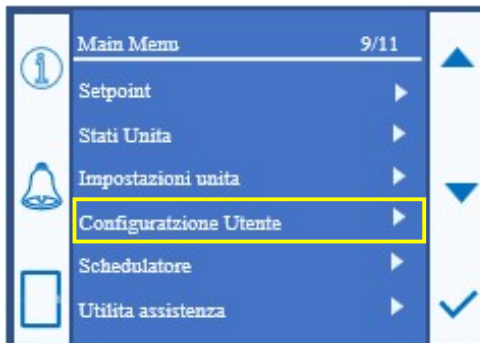 Main Menu 9/11
Setpoint
Stati Unita
Impostazioni unita
Configuratzione Utente
Schedulatore
Utilita assistenza